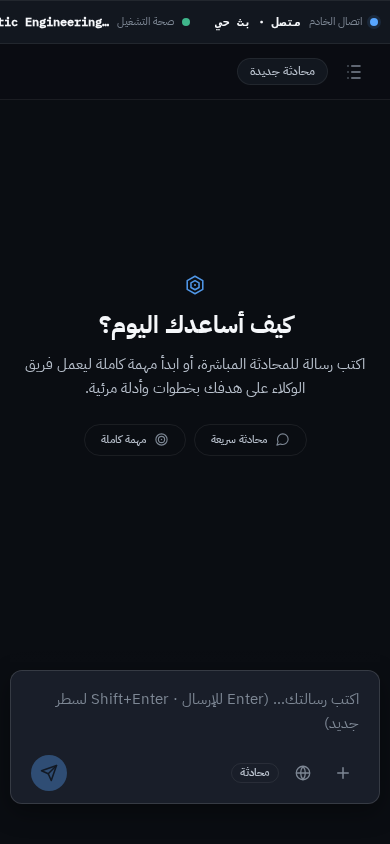 اتصال الخادم متصل · بث حي صحة التشغيل tic Engineering…
محادثة جديدة
كيف أساعدك اليوم؟
اكتب رسالة للمحادثة المباشرة، أو ابدأ مهمة كاملة ليعمل فريق
الوكلاء على هدفك بخطوات وأدلة مرئية.
محادثة سريعة
مهمة كاملة
اكتب رسالتك... (Enter للإرسال · Shift+Enter لسطر
جديد)
محادثة